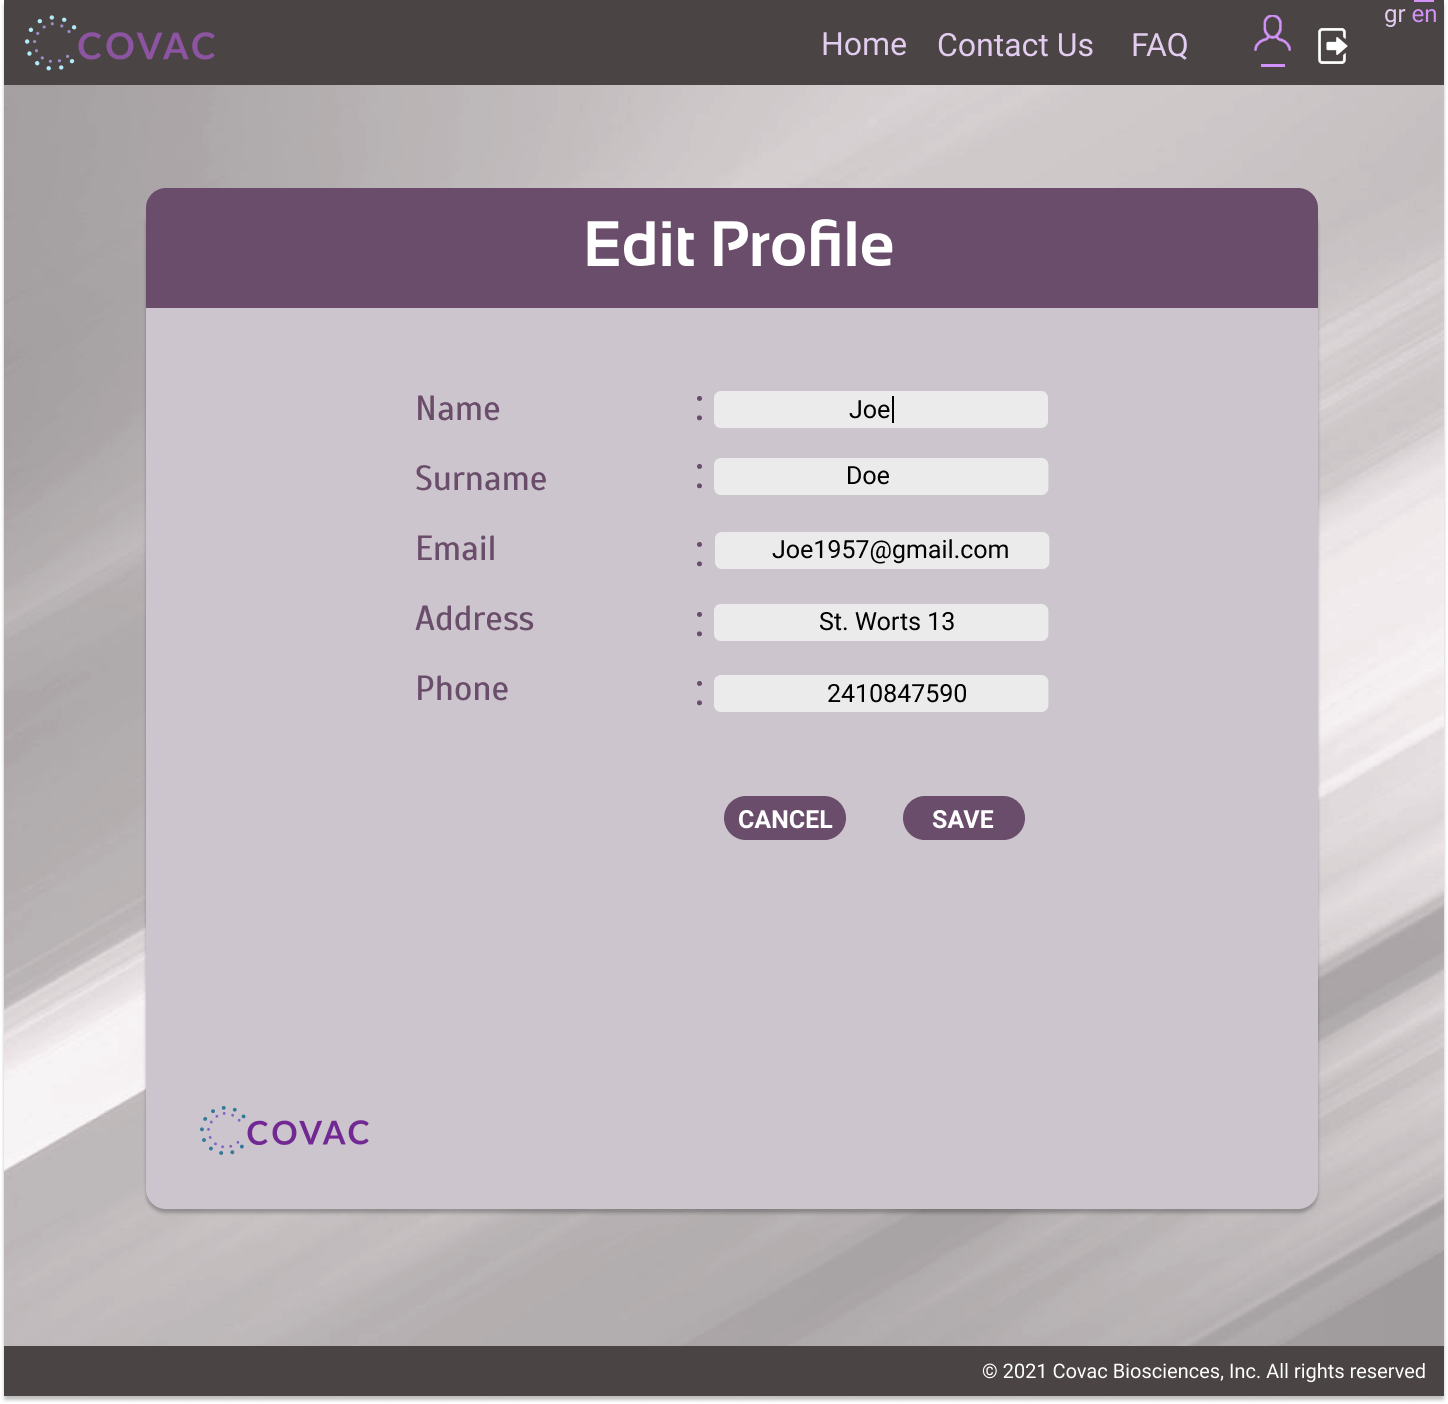 COVAC
Home Contact Us FAQ
gr en
Edit Profile
Name : Joe
Surname : Doe
Email : Joe1957@gmail.com
Address : St. Worts 13
Phone : 2410847590
CANCEL SAVE
COVAC
© 2021 Covac Biosciences, Inc. All rights reserved